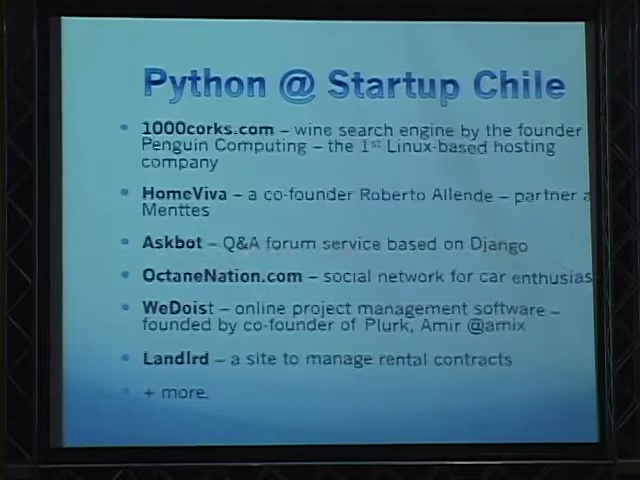 Python @ Startup Chile
• 1000corks.com – wine search engine by the founder
Penguin Computing – the 1st Linux-based hosting
company
• HomeViva – a co-founder Roberto Allende – partner a
Menttes
• Askbot – Q&A forum service based on Django
• OctaneNation.com – social network for car enthusias
• WeDoist – online project management software –
founded by co-founder of Plurk, Amir @amix
• Landlrd – a site to manage rental contracts
• + more.